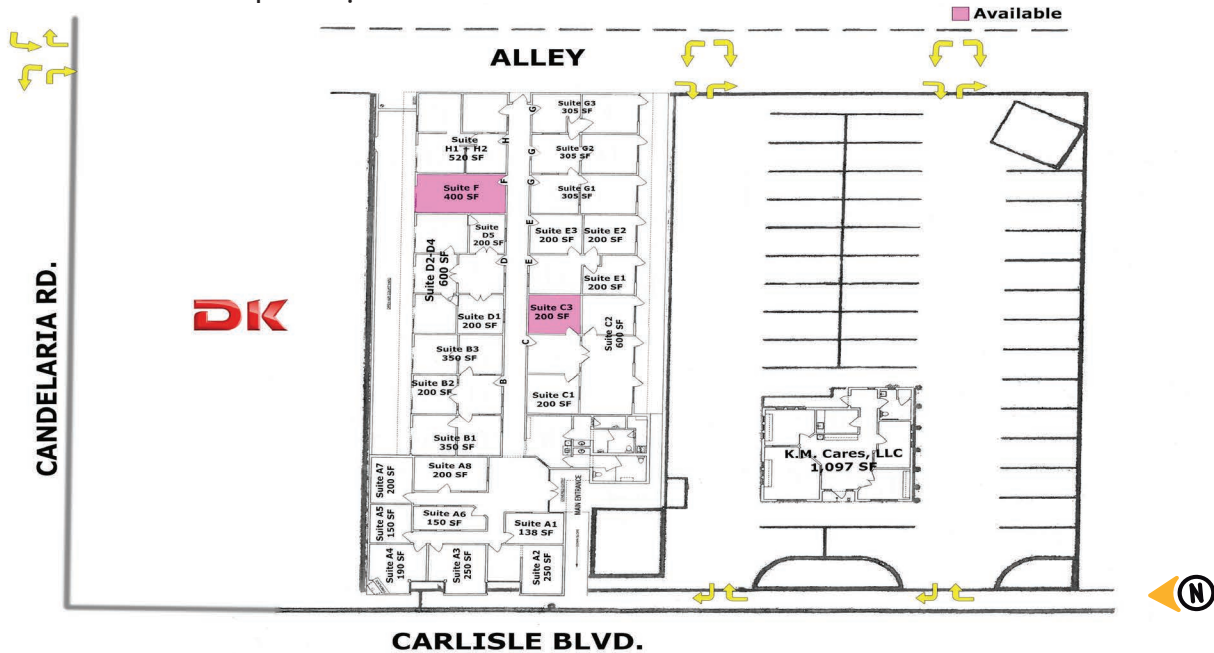 Available
ALLEY
CANDELARIA RD.
DK
Suite G3
305 SF
G
Suite
H1 + H2
520 SF
H
Suite G2
305 SF
G
Suite F
400 SF
F
Suite G1
305 SF
G
Suite
D5
200 SF
Suite D2-D4
600 SF
D
E
Suite E3
200 SF
Suite E2
200 SF
E
Suite E1
200 SF
Suite D1
200 SF
Suite C3
200 SF
Suite C2
600 SF
C
Suite B3
350 SF
B
Suite B2
200 SF
Suite C1
200 SF
Suite B1
350 SF
Suite A7
200 SF
Suite A8
200 SF
MAIN ENTRANCE
Suite A5
150 SF
Suite A6
150 SF
Suite A1
138 SF
Suite A4
190 SF
Suite A3
250 SF
Suite A2
250 SF
K.M. Cares, LLC
1,097 SF
N
CARLISLE BLVD.